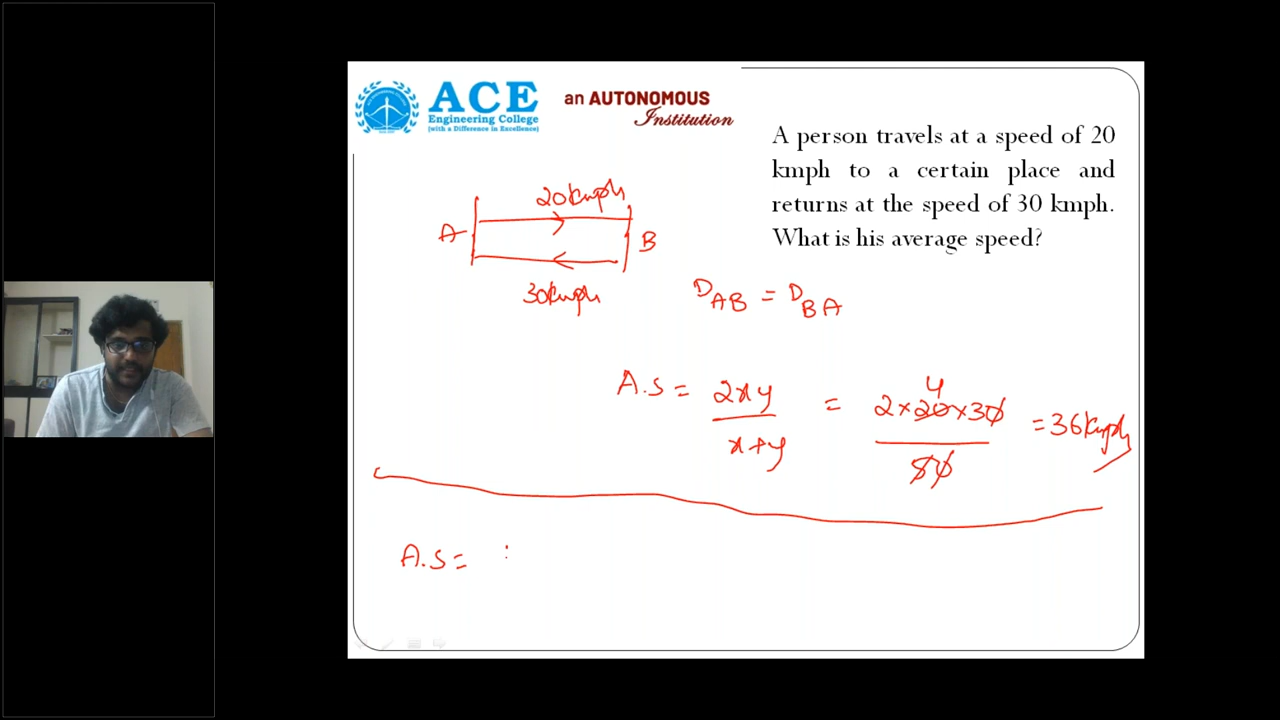 ACE
Engineering College
(with a Difference in Excellence)
an AUTONOMOUS
Institution
A person travels at a speed of 20
kmph to a certain place and
returns at the speed of 30 kmph.
What is his average speed?
20kmph
A
B
30kmph
D_AB = D_BA
A.S = 2xy / x+y = 2×20×30 / 50 = 36kmph
4
A.S =